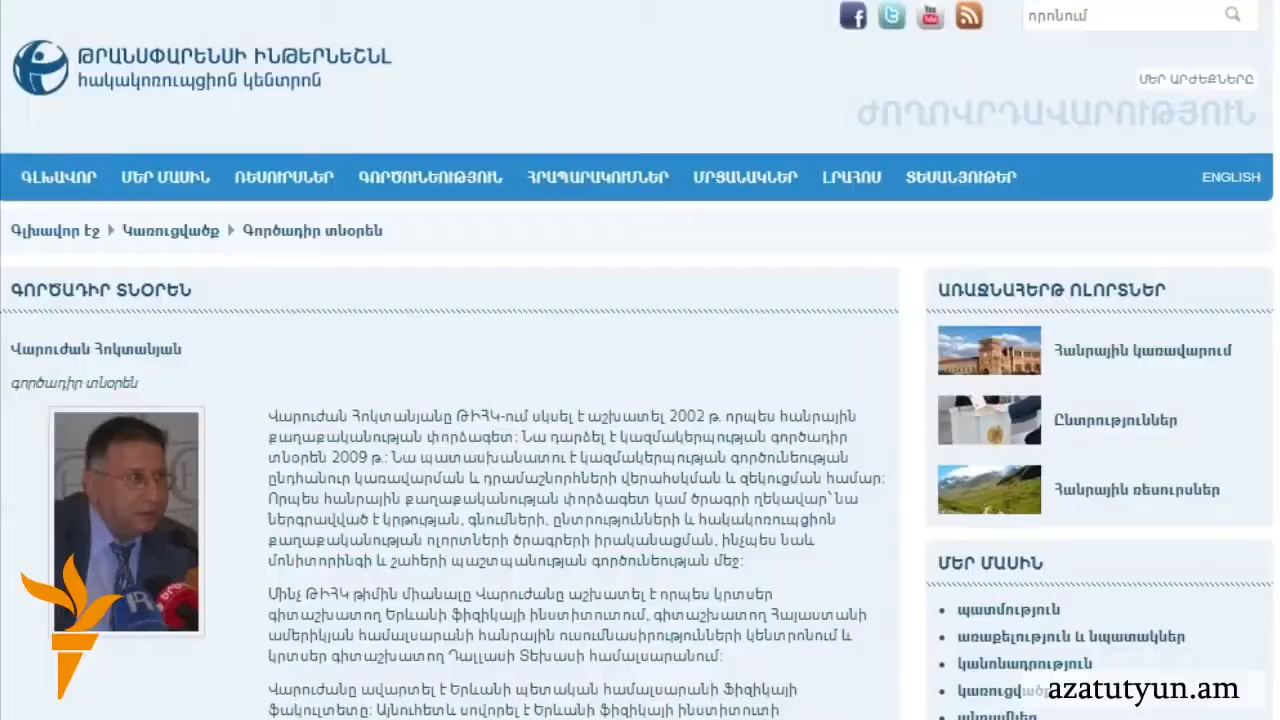 որոնում
ԹՐԱՆՍՓԱՐԵՆՍԻ ԻՆԹԵՐՆԵՇՆԼ
հակակոռուպցիոն կենտրոն
ՄԵՐ ԱՐԺԵՔՆԵՐԸ
ԺՈՂՈՎՐԴԱՎԱՐՈՒԹՅՈՒՆ
ԳԼԽԱՎՈՐ ՄԵՐ ՄԱՍԻՆ ՌԵՍՈՒՐՍՆԵՐ ԳՈՐԾՈՒՆԵՈՒԹՅՈՒՆ ՀՐԱՊԱՐԱԿՈՒՄՆԵՐ ՄՐՑԱՆԱԿՆԵՐ ԼՐԱՀՈՍ ՏԵՍԱՆՅՈՒԹԵՐ ENGLISH
Գլխավոր էջ Կառուցվածք Գործադիր տնօրեն
ԳՈՐԾԱԴԻՐ ՏՆՕՐԵՆ
Վարուժան Հոկտանյան
գործադիր տնօրեն
Վարուժան Հոկտանյանը ԹԻՀԿ-ում սկսել է աշխատել 2002 թ. որպես հանրային
քաղաքականության փորձագետ: Նա դարձել է կազմակերպության գործադիր
տնօրեն 2009 թ.: Նա պատասխանատու է կազմակերպության գործունեության
ընդհանուր կառավարման և դրամաշնորհների վերահսկման և զեկուցման համար:
Որպես հանրային քաղաքականության փորձագետ կամ ծրագրի ղեկավար՝ նա
ներգրավված է կրթության, գնումների, ընտրությունների և հակակոռուպցիոն
քաղաքականության ոլորտների ծրագրերի իրականացման, ինչպես նաև
մոնիտորինգի և շահերի պաշտպանության գործունեության մեջ:
Մինչ ԹԻՀԿ թիմին միանալը Վարուժանը աշխատել է որպես կրտսեր
գիտաշխատող Երևանի ֆիզիկայի ինստիտուտում, գիտաշխատող Հայաստանի
ամերիկյան համալսարանի հանրային ուսումնասիրությունների կենտրոնում և
կրտսեր գիտաշխատող Դալլասի Տեխասի համալսարանում:
Վարուժանը ավարտել է Երևանի պետական համալսարանի Ֆիզիկայի
ֆակուլտետը: Այնուհետև սովորել է Երևանի ֆիզիկայի ինստիտուտի
ԱՌԱՋՆԱՀԵՐԹ ՈԼՈՐՏՆԵՐ
Հանրային կառավարում
Ընտրություններ
Հանրային ռեսուրսներ
ՄԵՐ ՄԱՍԻՆ
պատմություն
առաքելություն և նպատակներ
կանոնադրություն
կառուցվածք
անդամներ
azatutyun.am